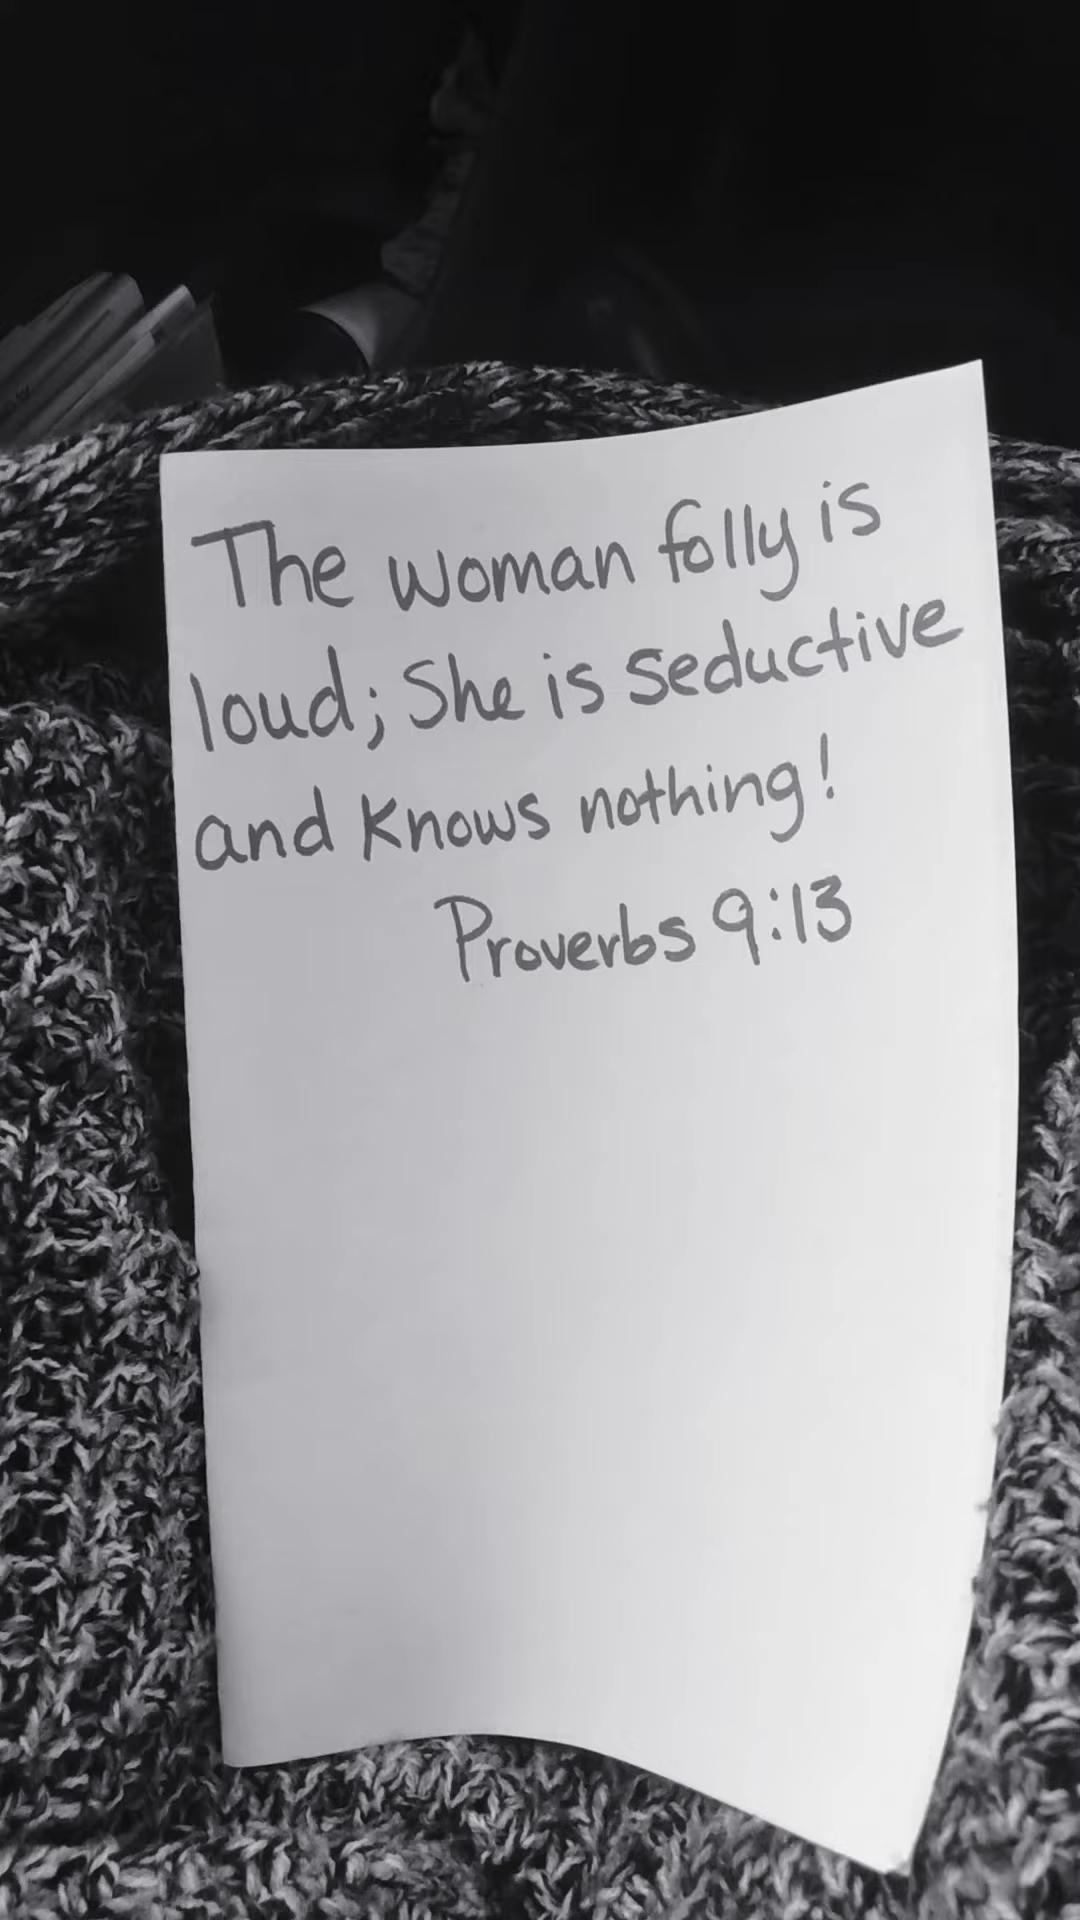 The woman folly is
loud; She is seductive
and Knows nothing!
Proverbs 9:13